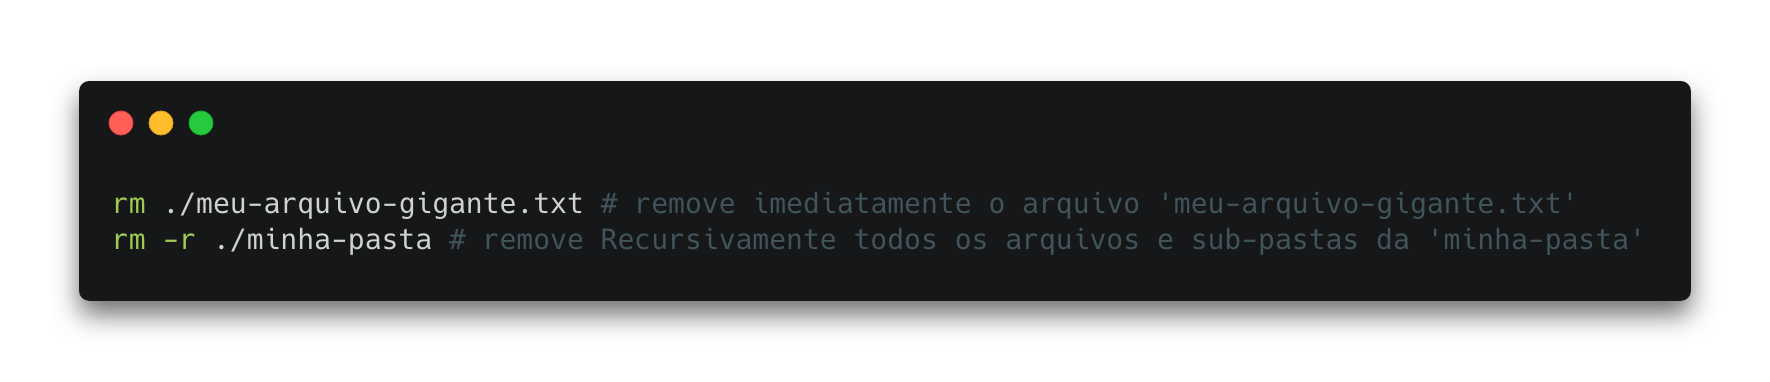 rm ./meu-arquivo-gigante.txt # remove imediatamente o arquivo 'meu-arquivo-gigante.txt'
rm -r ./minha-pasta # remove Recursivamente todos os arquivos e sub-pastas da 'minha-pasta'